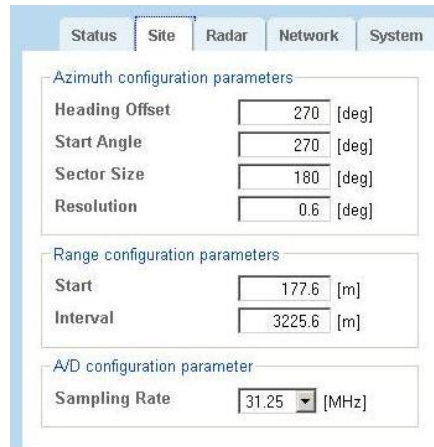 Status Site Radar Network System
Azimuth configuration parameters
Heading Offset 270 [deg]
Start Angle 270 [deg]
Sector Size 180 [deg]
Resolution 0.6 [deg]
Range configuration parameters
Start 177.6 [m]
Interval 3225.6 [m]
A/D configuration parameter
Sampling Rate 31.25 [MHz]